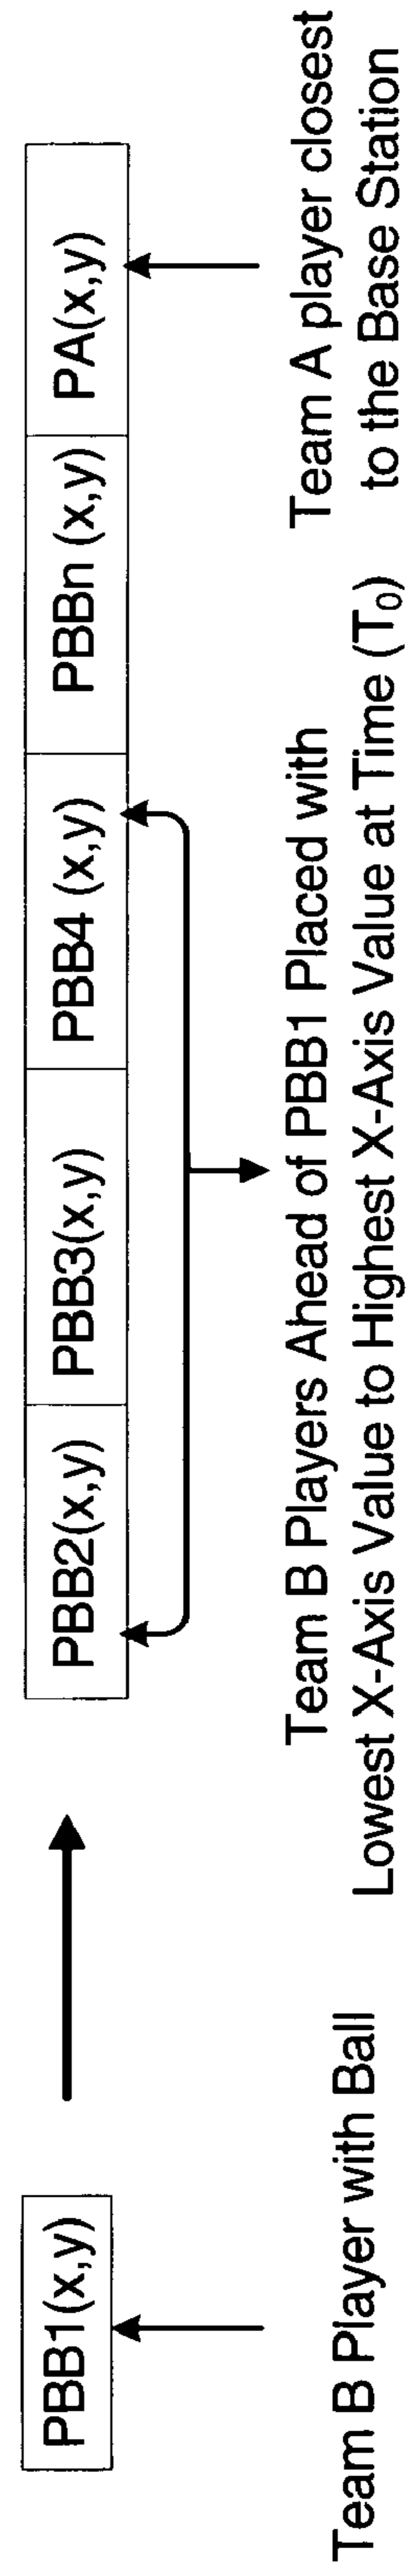 PBB1(x,y)
PBB2(x,y)
PBB3(x,y)
PBB4 (x,y)
PBBn (x,y)
PA(x,y)
Team B Player with Ball
Team B Players Ahead of PBB1 Placed with
Lowest X-Axis Value to Highest X-Axis Value at Time (T₀)
Team A player closest
to the Base Station